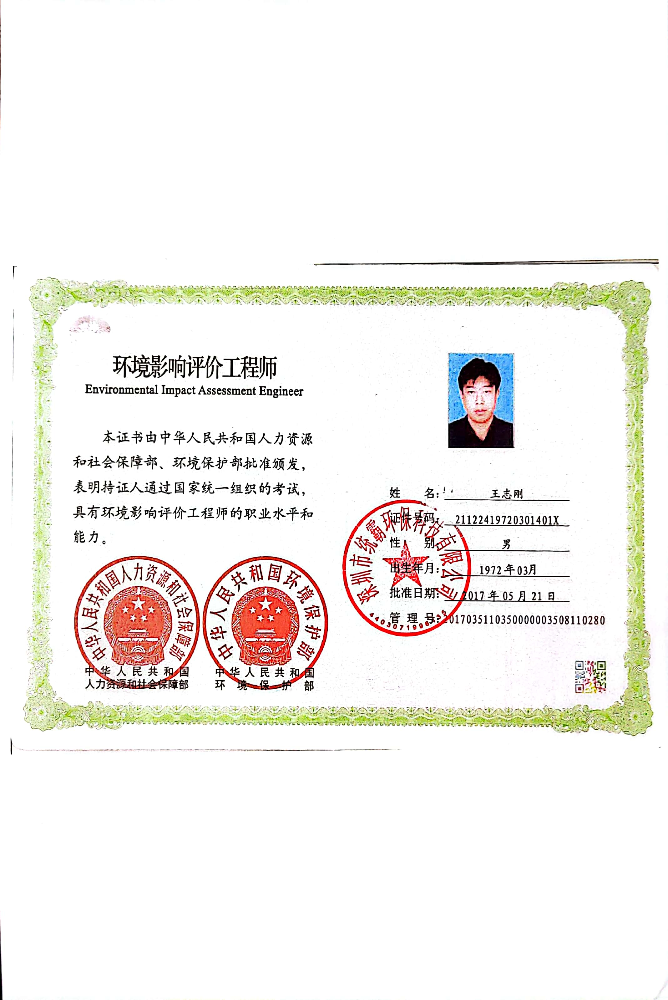 环境影响评价工程师
Environmental Impact Assessment Engineer
本证书由中华人民共和国人力资源
和社会保障部、环境保护部批准颁发，
表明持证人通过国家统一组织的考试，
具有环境影响评价工程师的职业水平和
能力。
中华人民共和国人力资源和社会保障部
中华人民共和国
人力资源和社会保障部
中华人民共和国环境保护部
中华人民共和国
环境保护部
姓名：王志刚
证件号码：21122419720301401X
性别：男
出生年月：1972年03月
批准日期：2017年05月21日
管理号：2017035110350000003508110280
深圳市统霸环保科技有限公司